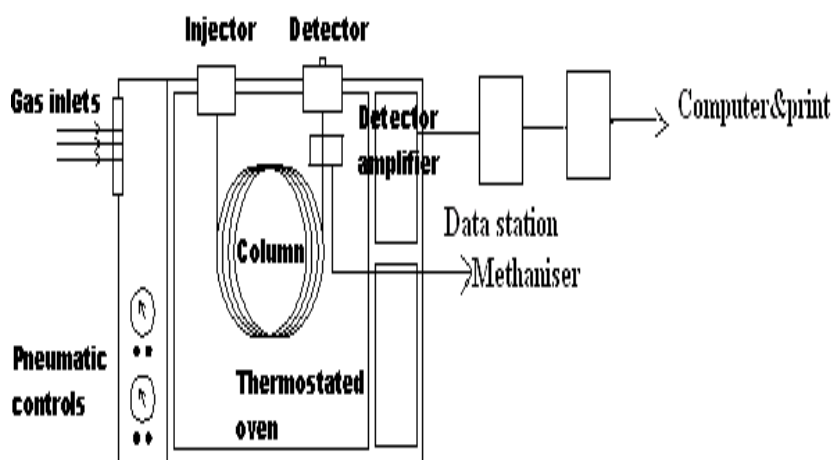 Injector
Detector
Gas inlets
Computer&print
Detector
amplifier
Data station
Methaniser
Column
Pneumatic
controls
Thermostated
oven